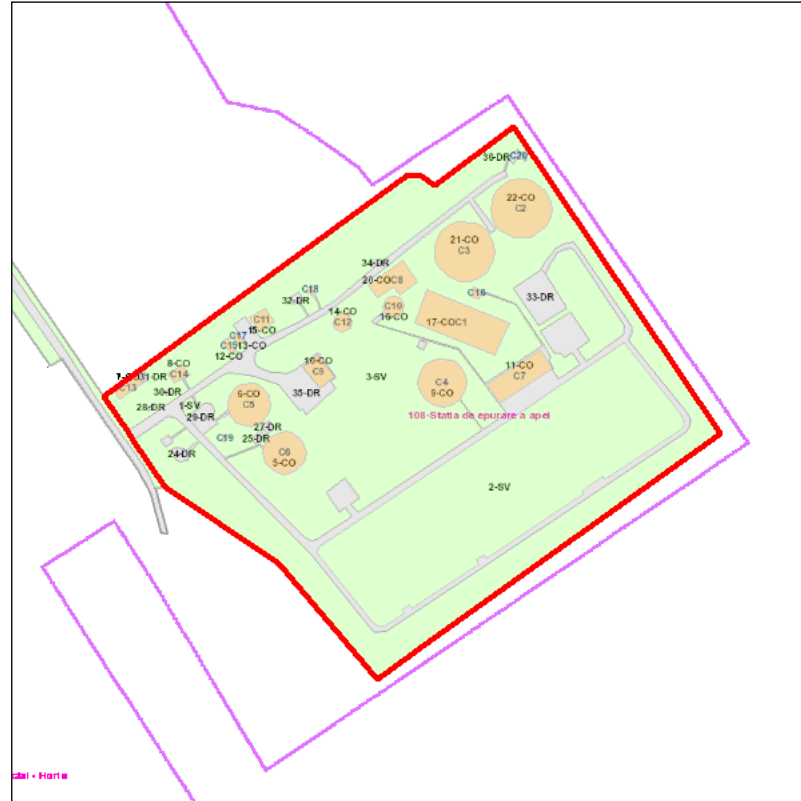 36-DR C20
22-CO
C2
21-CO
C3
34-DR
20-COC8
C18
32-DR
C16
33-DR
C10
16-CO
14-CO
C12
17-COC1
C11
15-CO
C17
C15 13-CO
12-CO
8-CO
C14
31-DR
C13
30-DR
28-DR
1-SV
29-DR
10-CO
C9
35-DR
3-SV
11-CO
C7
6-CO
C5
C4
9-CO
108-Statia de epurare a apei
27-DR
25-DR
C19
24-DR
C6
5-CO
2-SV